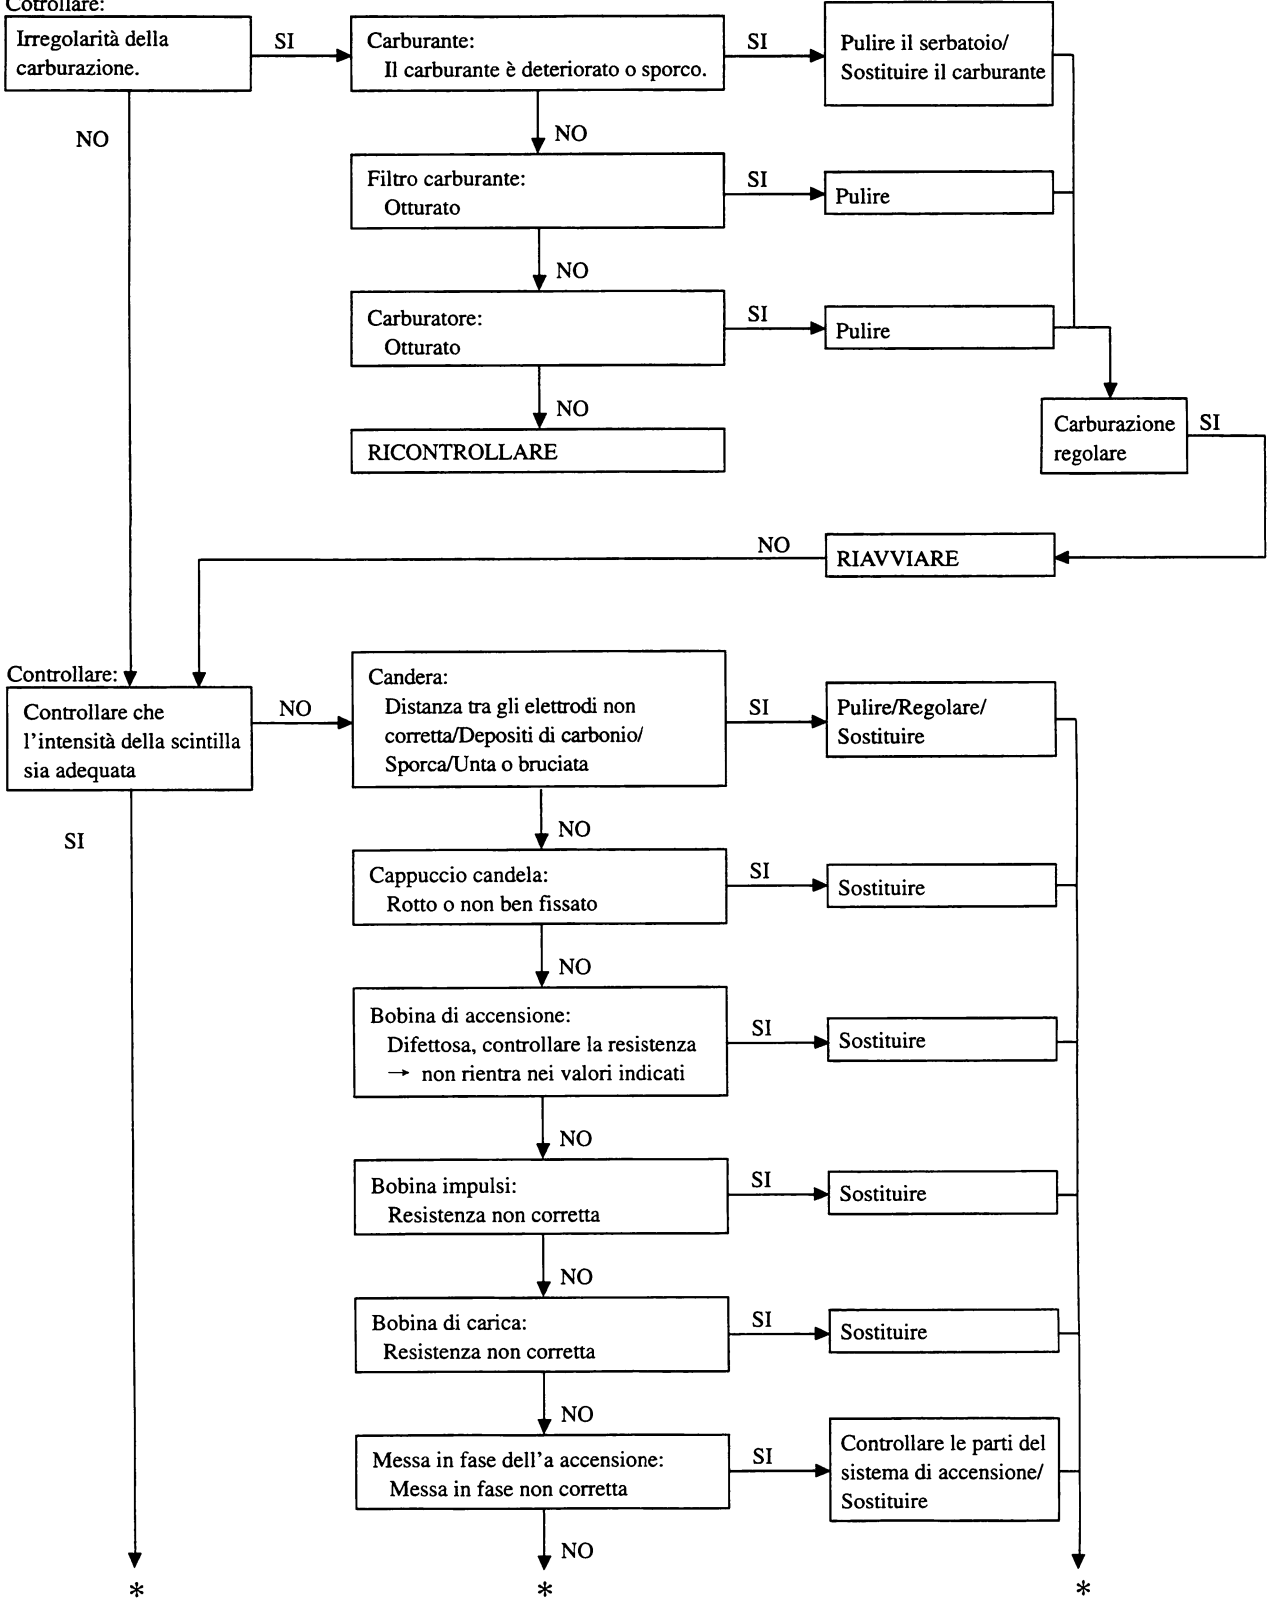 Cotrollare:
Irregolarità della
carburazione.
SI
Carburante:
Il carburante è deteriorato o sporco.
SI
Pulire il serbatoio/
Sostituire il carburante
NO
NO
Filtro carburante:
Otturato
SI
Pulire
NO
Carburatore:
Otturato
SI
Pulire
NO
RICONTROLLARE
Carburazione
regolare
SI
RIAVVIARE
NO
Controllare:
Controllare che
l'intensità della scintilla
sia adequata
NO
Candera:
Distanza tra gli elettrodi non
corretta/Depositi di carbonio/
Sporca/Unta o bruciata
SI
Pulire/Regolare/
Sostituire
SI
NO
Cappuccio candela:
Rotto o non ben fissato
SI
Sostituire
NO
Bobina di accensione:
Difettosa, controllare la resistenza
→ non rientra nei valori indicati
SI
Sostituire
NO
Bobina impulsi:
Resistenza non corretta
SI
Sostituire
NO
Bobina di carica:
Resistenza non corretta
SI
Sostituire
NO
Messa in fase dell'a accensione:
Messa in fase non corretta
SI
Controllare le parti del
sistema di accensione/
Sostituire
NO
*
*
*